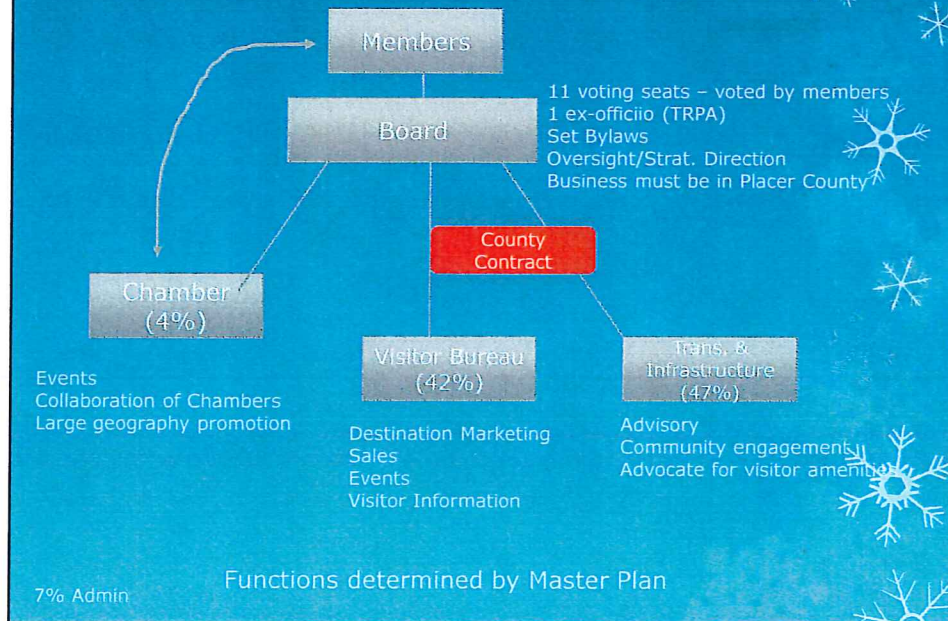 Members
Board
11 voting seats – voted by members
1 ex-officiio (TRPA)
Set Bylaws
Oversight/Strat. Direction
Business must be in Placer County
County
Contract
Chamber
(4%)
Events
Collaboration of Chambers
Large geography promotion
Visitor Bureau
(42%)
Destination Marketing
Sales
Events
Visitor Information
Trans. &
Infrastructure
(47%)
Advisory
Community engagement
Advocate for visitor amenities
Functions determined by Master Plan
7% Admin